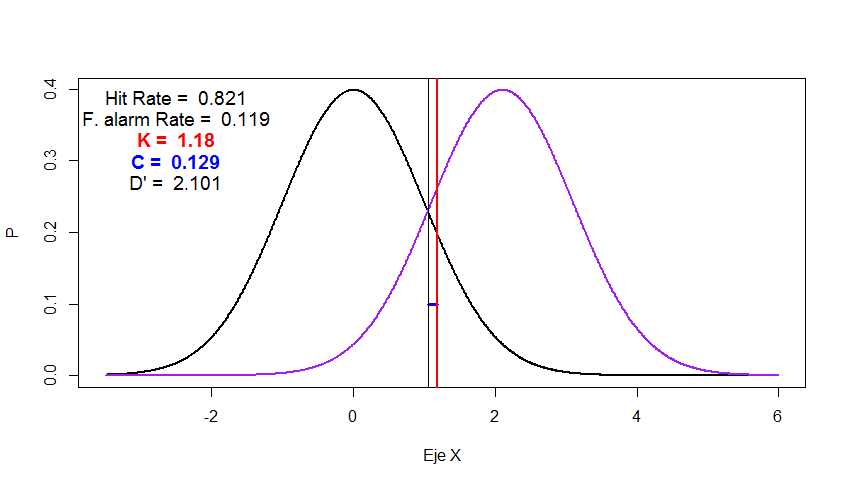 Hit Rate =  0.821
F. alarm Rate =  0.119
K =  1.18
C =  0.129
D' =  2.101
P
0.4
0.3
0.2
0.1
0.0
-2 0 2 4 6
Eje X